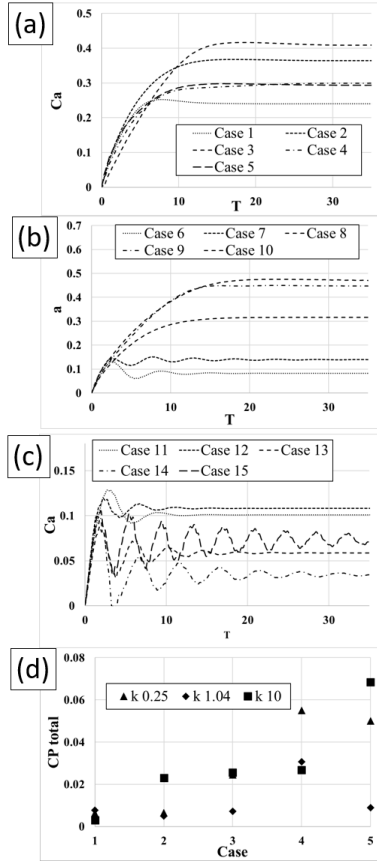 (a)
0.5
0.4
0.3
0.2
0.1
0
Ca
Case 1 Case 2
Case 3 Case 4
Case 5
0 10 20 30
T
(b)
0.7
0.6
0.5
0.4
0.3
0.2
0.1
0
a
Case 6 Case 7 Case 8
Case 9 Case 10
0 10 20 30
T
(c)
Case 11 Case 12 Case 13
Case 14 Case 15
0.15
0.1
0.05
0
Ca
0 10 20 30
T
(d)
0.08
0.06
0.04
0.02
0
CP total
k 0.25 k 1.04 k 10
1 2 3 4 5
Case